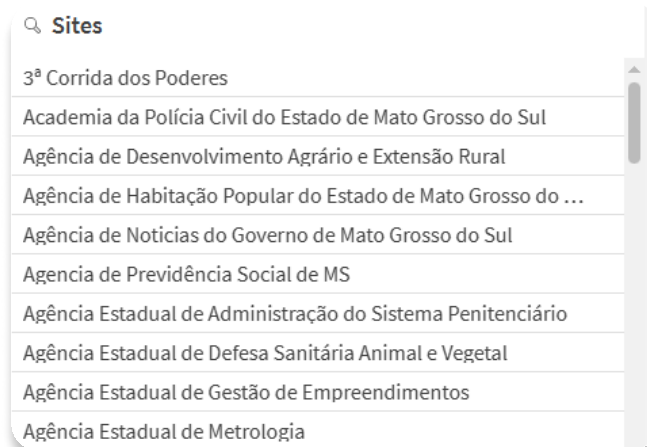 Sites
3ª Corrida dos Poderes
Academia da Polícia Civil do Estado de Mato Grosso do Sul
Agência de Desenvolvimento Agrário e Extensão Rural
Agência de Habitação Popular do Estado de Mato Grosso do ...
Agência de Noticias do Governo de Mato Grosso do Sul
Agencia de Previdência Social de MS
Agência Estadual de Administração do Sistema Penitenciário
Agência Estadual de Defesa Sanitária Animal e Vegetal
Agência Estadual de Gestão de Empreendimentos
Agência Estadual de Metrologia